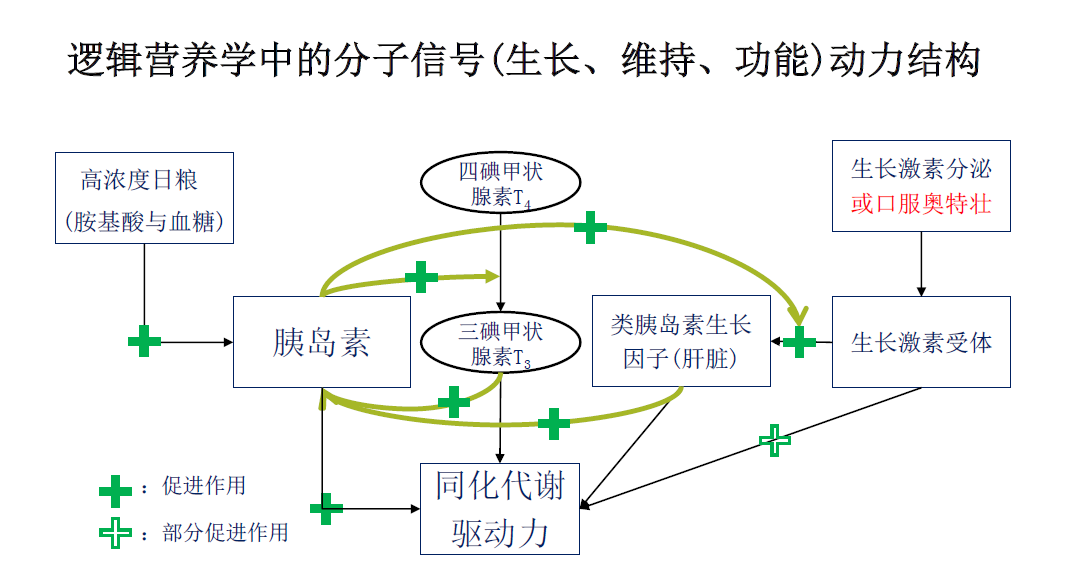 逻辑营养学中的分子信号(生长、维持、功能)动力结构
高浓度日粮
(胺基酸与血糖)
四碘甲状
腺素T4
生长激素分泌
或口服奥特壮
胰岛素
三碘甲状
腺素T3
类胰岛素生长
因子(肝脏)
生长激素受体
同化代谢
驱动力
：促进作用
：部分促进作用